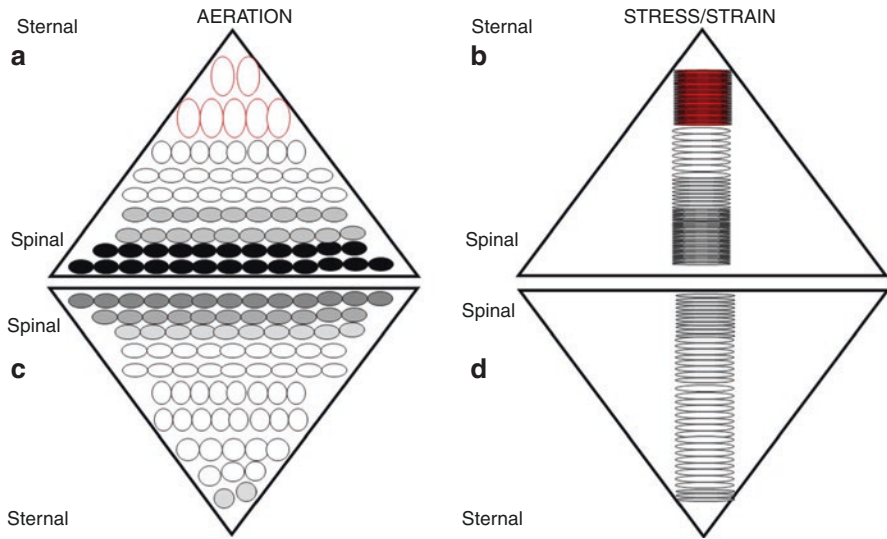 AERATION
STRESS/STRAIN
Sternal
Sternal
a
b
Spinal
Spinal
Spinal
Spinal
c
d
Sternal
Sternal